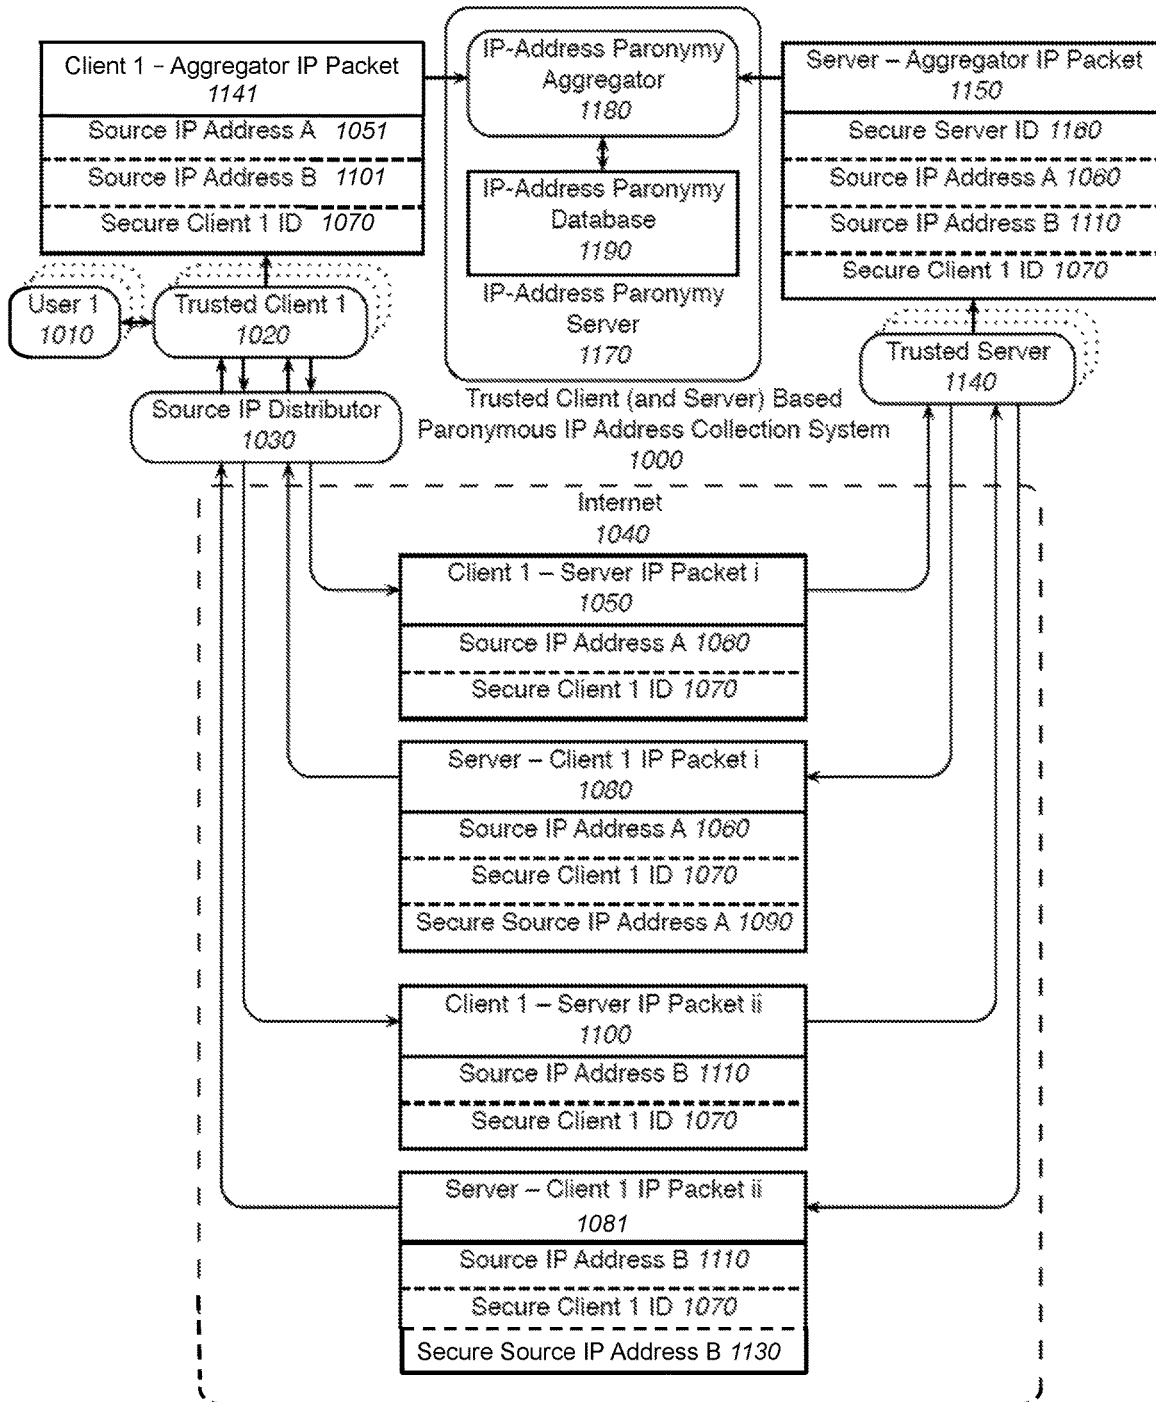 Client 1 – Aggregator IP Packet
1141
Source IP Address A 1051
Source IP Address B 1101
Secure Client 1 ID 1070
IP-Address Paronymy
Aggregator
1180
IP-Address Paronymy
Database
1190
IP-Address Paronymy
Server
1170
Server – Aggregator IP Packet
1150
Secure Server ID 1160
Source IP Address A 1060
Source IP Address B 1110
Secure Client 1 ID 1070
User 1
1010
Trusted Client 1
1020
Trusted Server
1140
Source IP Distributor
1030
Trusted Client (and Server) Based
Paronymous IP Address Collection System
1000
Internet
1040
Client 1 – Server IP Packet i
1050
Source IP Address A 1060
Secure Client 1 ID 1070
Server – Client 1 IP Packet i
1080
Source IP Address A 1060
Secure Client 1 ID 1070
Secure Source IP Address A 1090
Client 1 – Server IP Packet ii
1100
Source IP Address B 1110
Secure Client 1 ID 1070
Server – Client 1 IP Packet ii
1081
Source IP Address B 1110
Secure Client 1 ID 1070
Secure Source IP Address B 1130